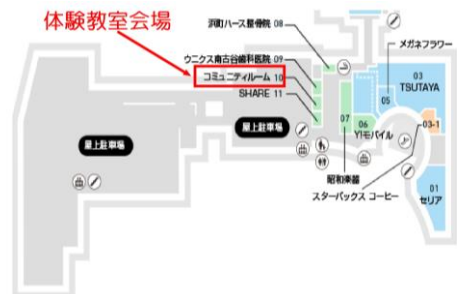 体験教室会場
浜町ハース整骨院 08
ウニクス南古谷歯科医院 09
コミュニティルーム 10
SHARE 11
メガネフラワー
03
TSUTAYA
05
03-1
07
06
Y!モバイル
屋上駐車場
屋上駐車場
昭和楽器
スターバックス コーヒー
01
セリア